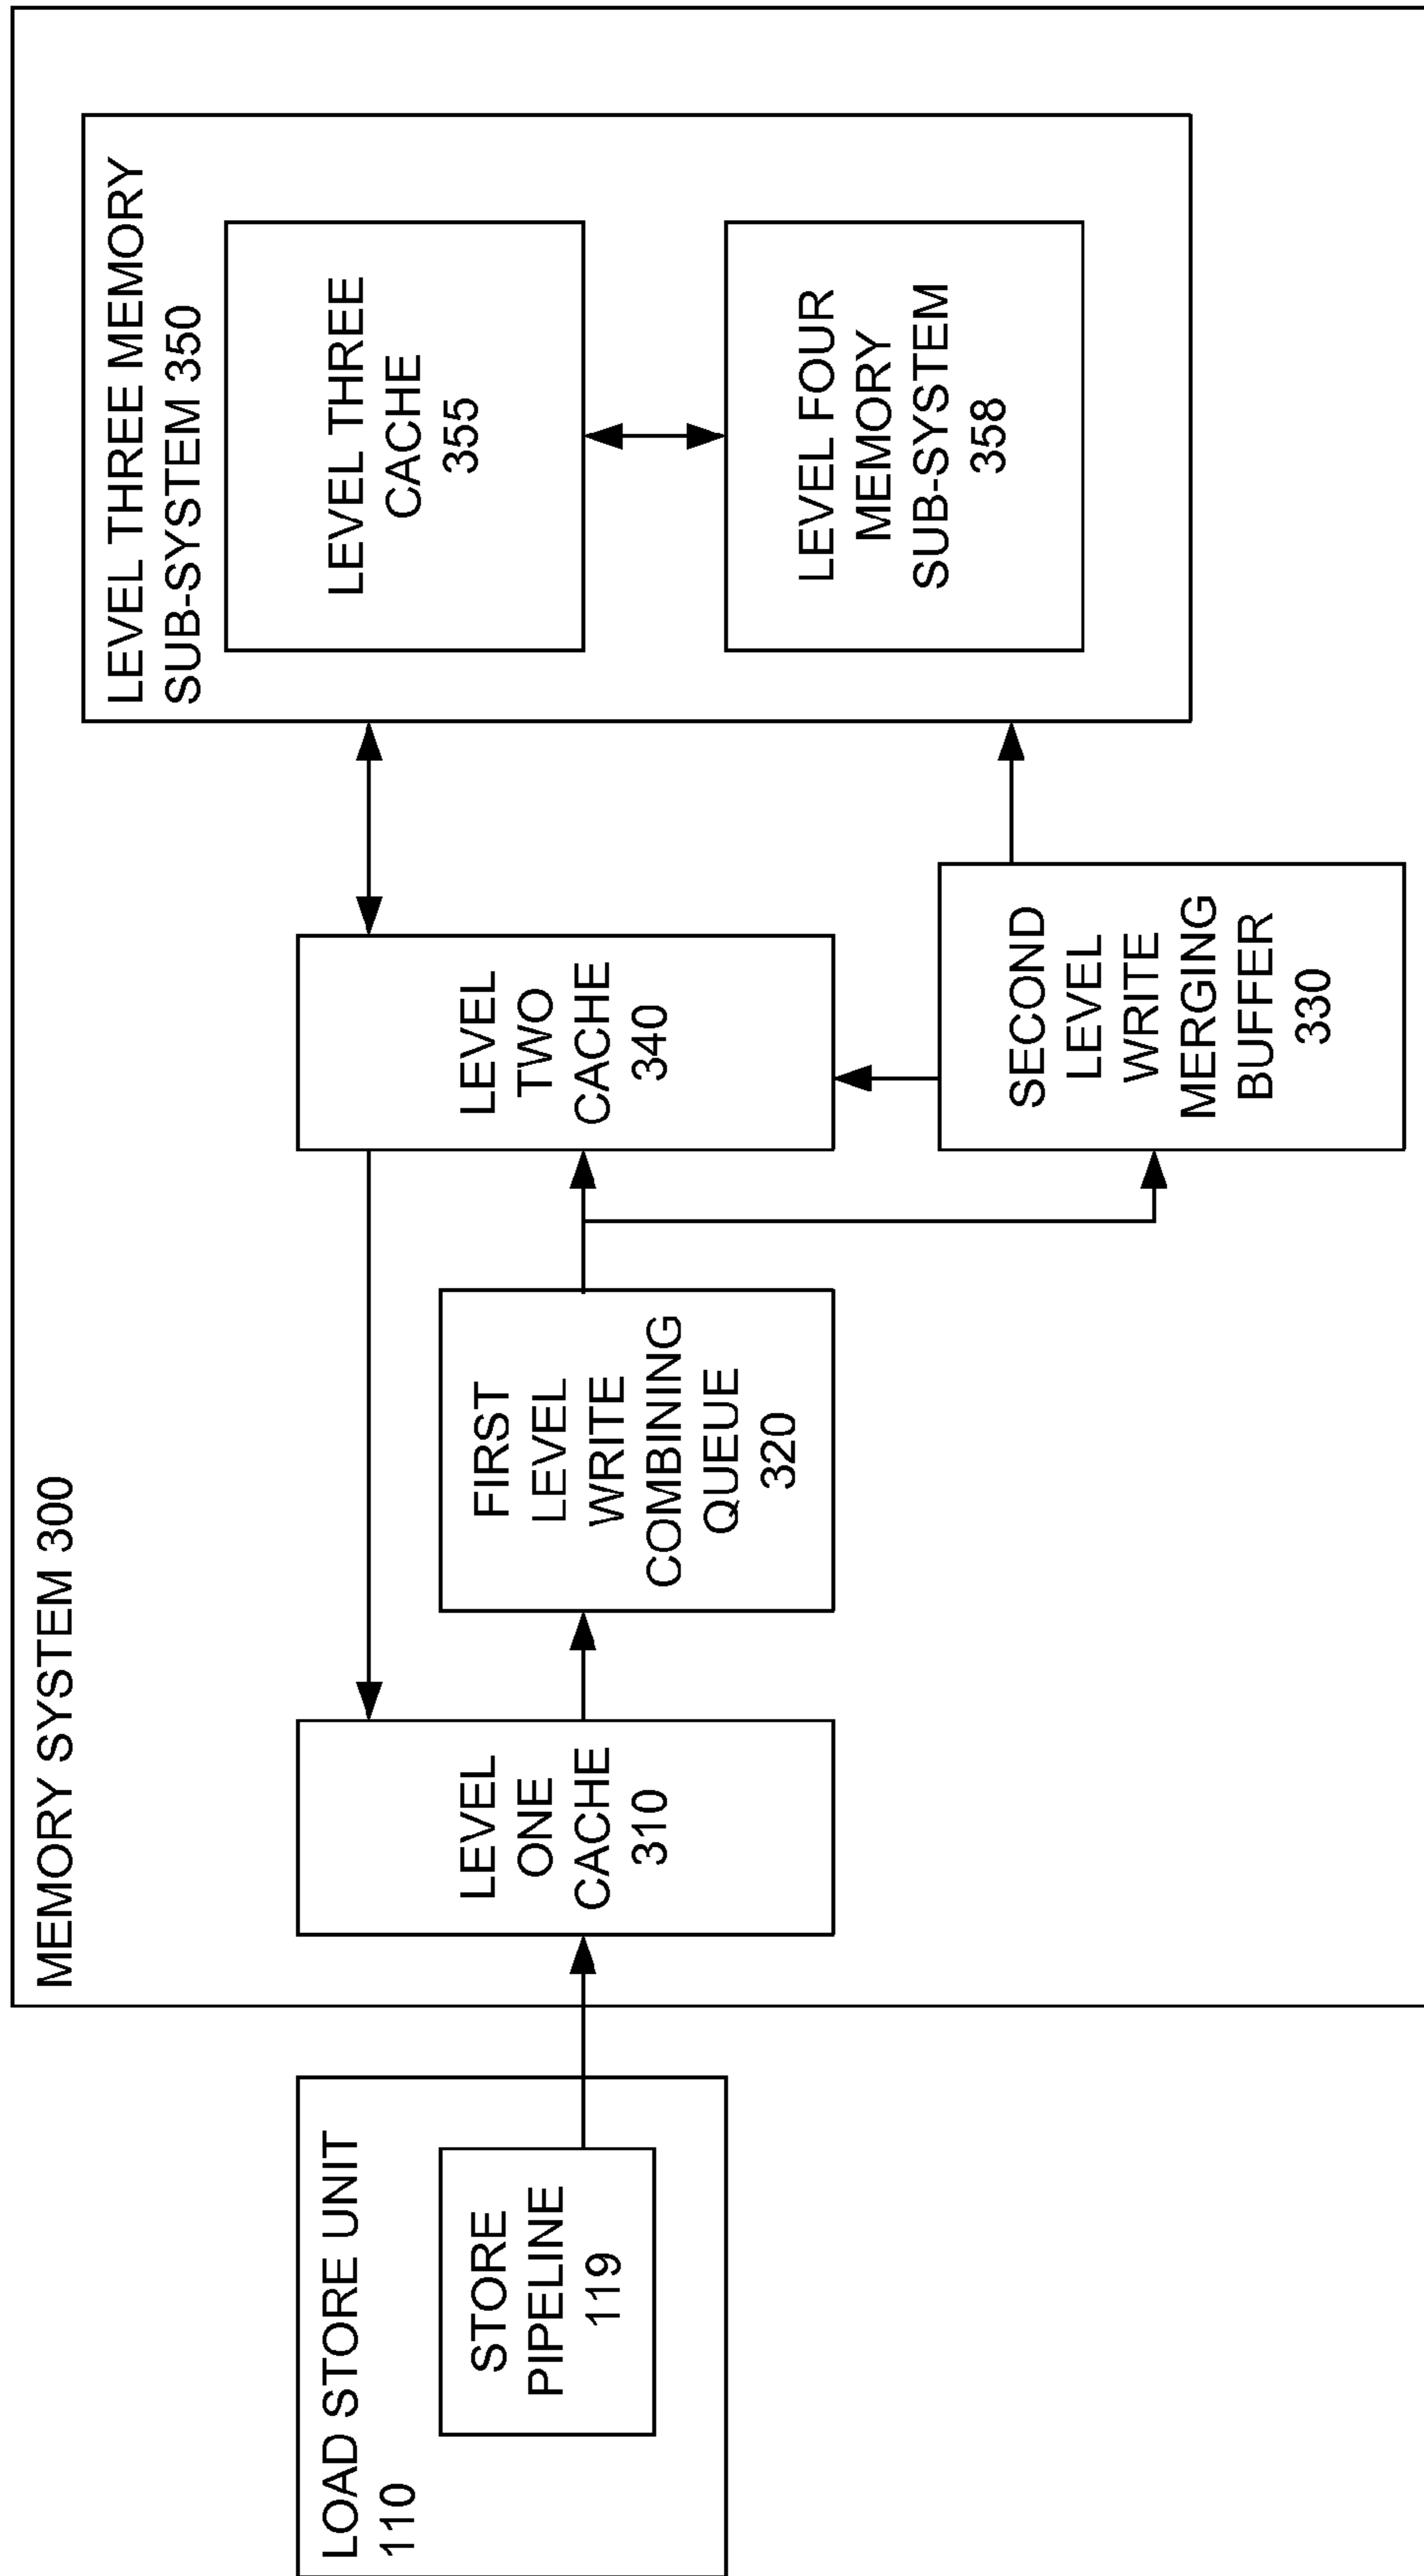 MEMORY SYSTEM 300
LOAD STORE UNIT
110
STORE
PIPELINE
119
LEVEL
ONE
CACHE
310
FIRST
LEVEL
WRITE
COMBINING
QUEUE
320
LEVEL
TWO
CACHE
340
SECOND
LEVEL
WRITE
MERGING
BUFFER
330
LEVEL THREE MEMORY
SUB-SYSTEM 350
LEVEL THREE
CACHE
355
LEVEL FOUR
MEMORY
SUB-SYSTEM
358